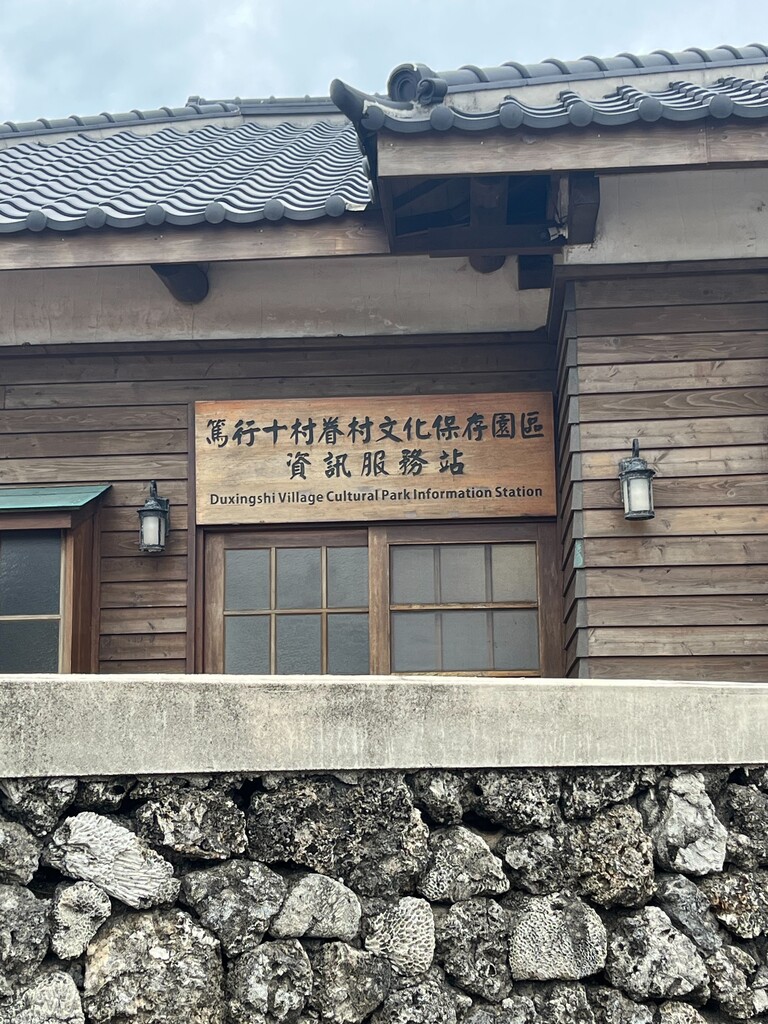 篤行十村眷村文化保存園區
資訊服務站
Duxingshi Village Cultural Park Information Station